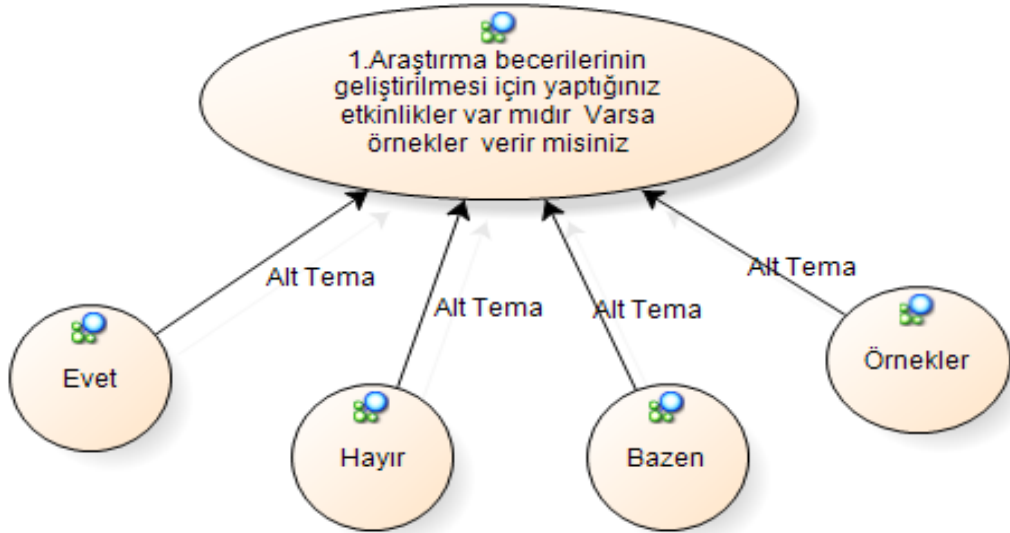 1.Araştırma becerilerinin
geliştirilmesi için yaptığınız
etkinlikler var mıdır  Varsa
örnekler  verir misiniz
Alt Tema
Alt Tema
Alt Tema
Alt Tema
Evet
Hayır
Bazen
Örnekler